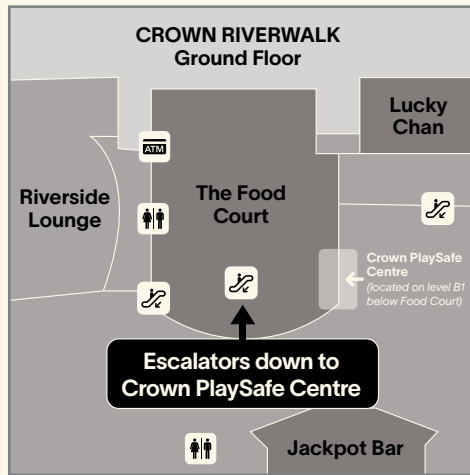 CROWN RIVERWALK
Ground Floor
Lucky
Chan
ATM
Riverside
Lounge
The Food
Court
Crown PlaySafe
Centre
(located on level B1
below Food Court)
Escalators down to
Crown PlaySafe Centre
Jackpot Bar